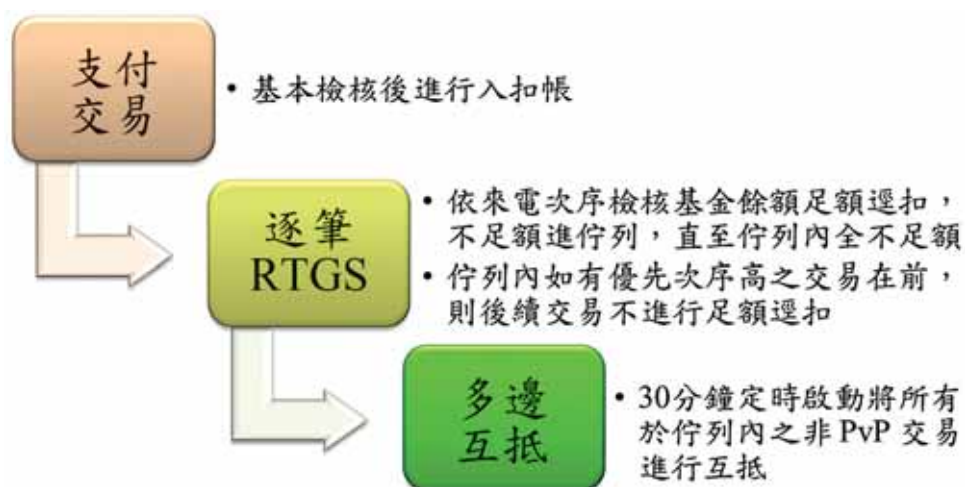 支付
交易
• 基本檢核後進行入扣帳
逐筆
RTGS
• 依來電次序檢核基金餘額足額逕扣，
不足額進佇列，直至佇列內全不足額
• 佇列內如有優先次序高之交易在前，
則後續交易不進行足額逕扣
多邊
互抵
• 30分鐘定時啟動將所有
於佇列內之非 PvP 交易
進行互抵